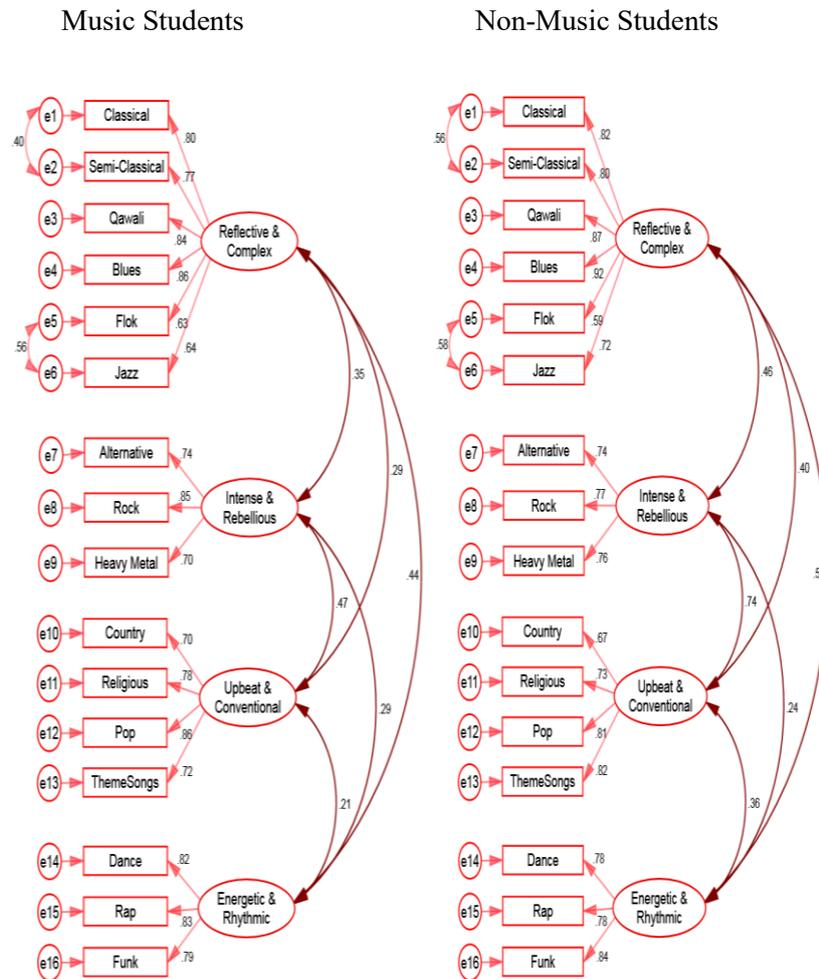 Music Students
Non-Music Students
e1 Classical .80
.40
e2 Semi-Classical .77
e3 Qawali .84
Reflective &
Complex
e4 Blues .86
e5 Flok .63
.56
e6 Jazz .64
.35
.29
.44
e7 Alternative .74
e8 Rock .85
Intense &
Rebellious
e9 Heavy Metal .70
.47
.29
e10 Country .70
e11 Religious .78
Upbeat &
Conventional
e12 Pop .86
e13 ThemeSongs .72
.21
e14 Dance .82
e15 Rap .83
Energetic &
Rhythmic
e16 Funk .79
e1 Classical .82
.56
e2 Semi-Classical .80
e3 Qawali .87
Reflective &
Complex
e4 Blues .92
e5 Flok .59
.58
e6 Jazz .72
.46
.40
e7 Alternative .74
e8 Rock .77
Intense &
Rebellious
e9 Heavy Metal .76
.74
.24
e10 Country .67
e11 Religious .73
Upbeat &
Conventional
e12 Pop .81
e13 ThemeSongs .82
.36
e14 Dance .78
e15 Rap .78
Energetic &
Rhythmic
e16 Funk .84